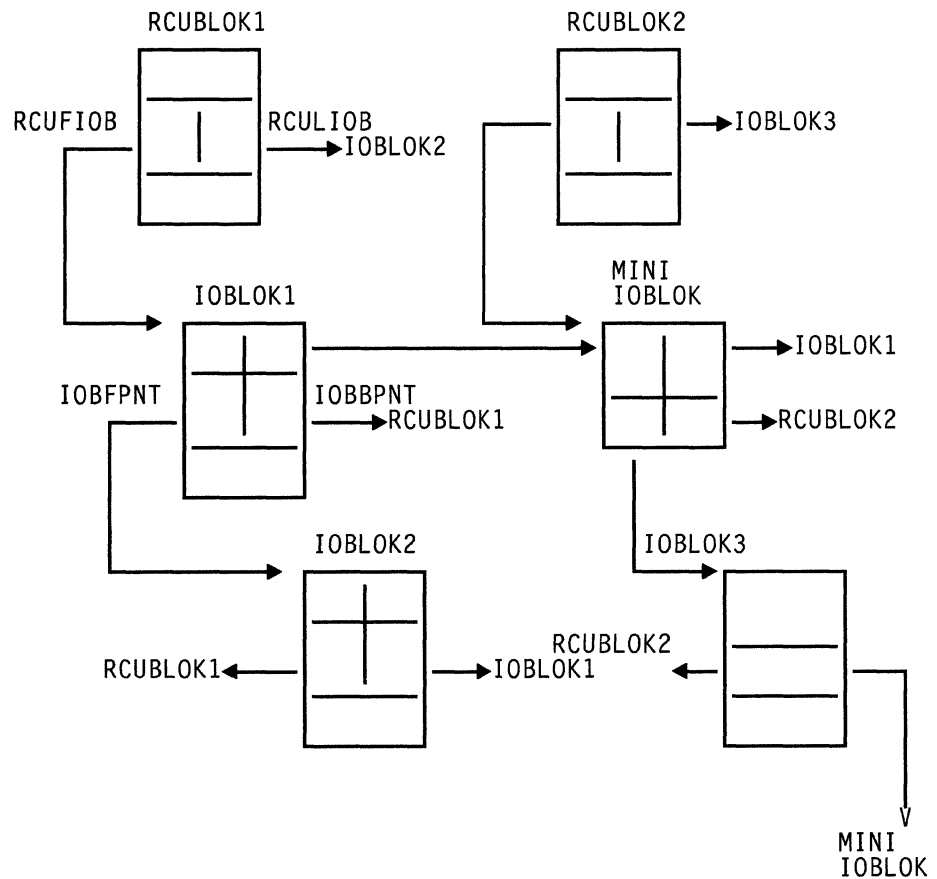 RCUBLOK1
RCUBLOK2
RCUFIOB
RCULIOB
IOBLOK2
IOBLOK3
MINI
IOBLOK
IOBLOK1
IOBLOK1
IOBFPNT
IOBBPNT
RCUBLOK1
RCUBLOK2
IOBLOK2
IOBLOK3
RCUBLOK1
IOBLOK1
RCUBLOK2
V
MINI
IOBLOK